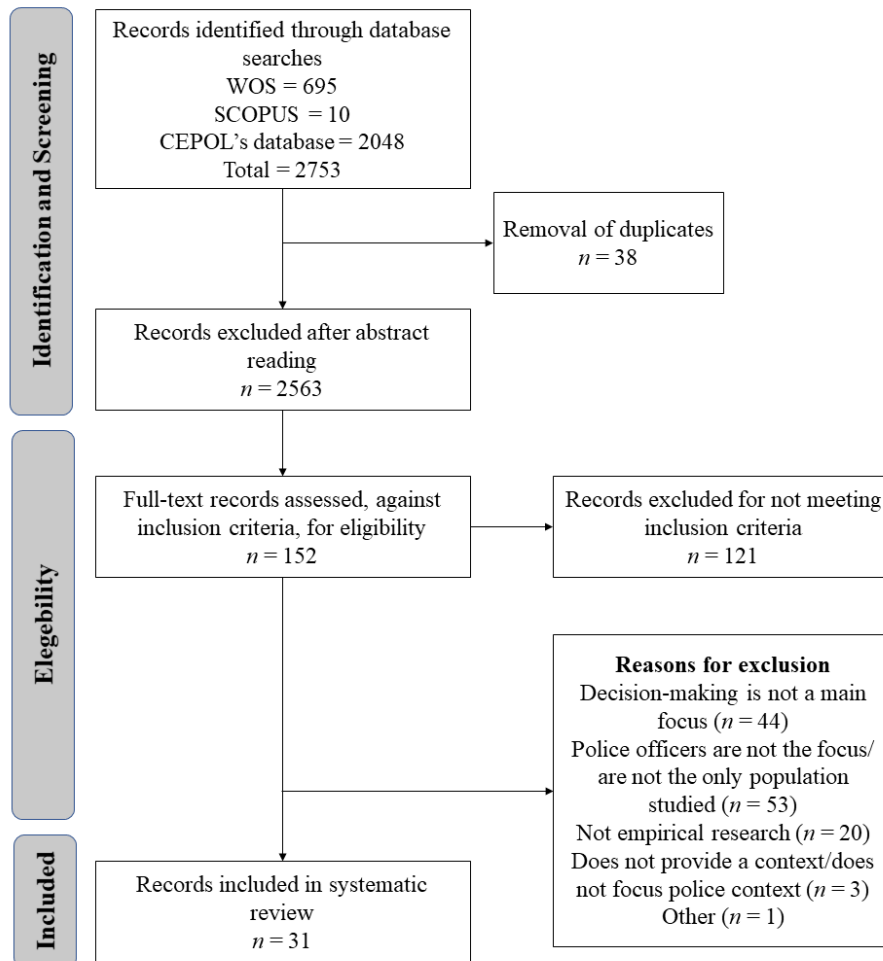 Identification and Screening
Records identified through database
searches
WOS = 695
SCOPUS = 10
CEPOL’s database = 2048
Total = 2753
Removal of duplicates
n = 38
Records excluded after abstract
reading
n = 2563
Elegebility
Full-text records assessed, against
inclusion criteria, for eligibility
n = 152
Records excluded for not meeting
inclusion criteria
n = 121
Reasons for exclusion
Decision-making is not a main
focus (n = 44)
Police officers are not the focus/
are not the only population
studied (n = 53)
Not empirical research (n = 20)
Does not provide a context/does
not focus police context (n = 3)
Other (n = 1)
Included
Records included in systematic
review
n = 31